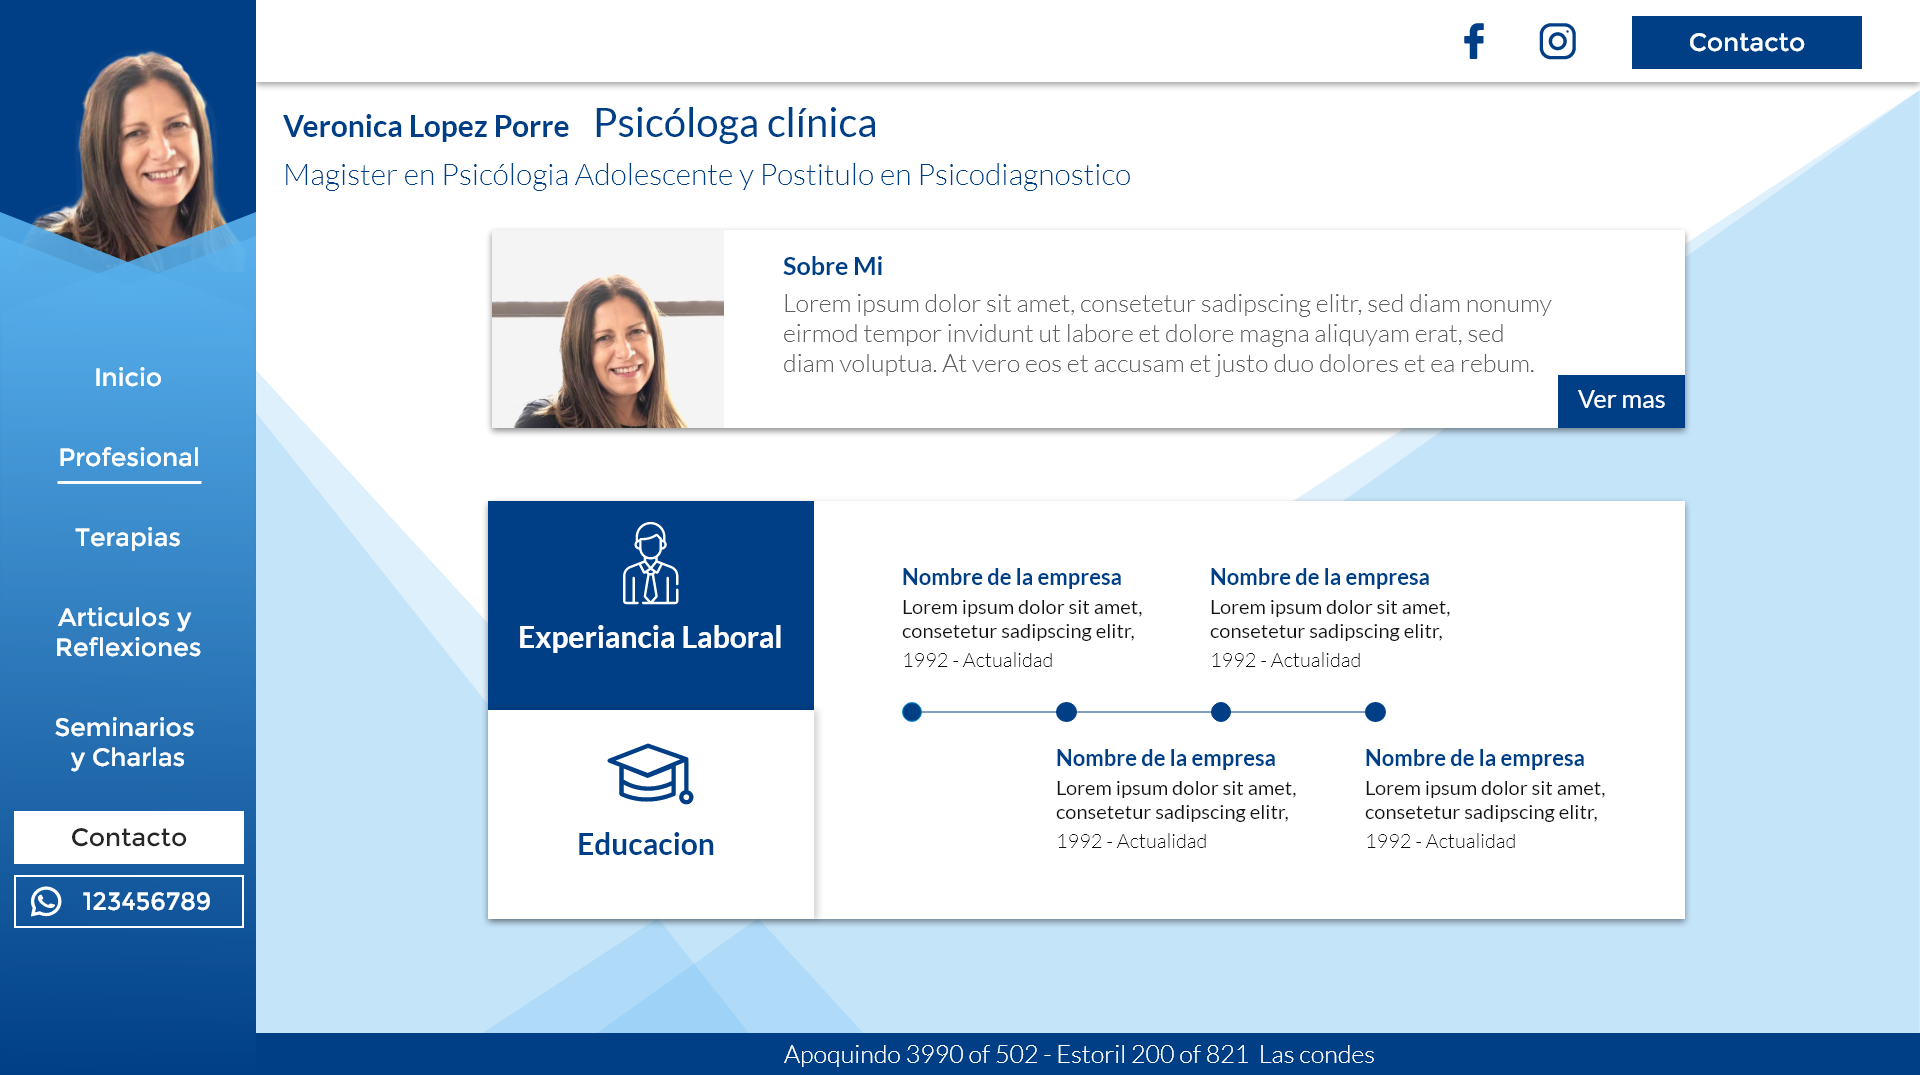 Contacto
Veronica Lopez Porre Psicóloga clínica
Magister en Psicólogia Adolescente y Postitulo en Psicodiagnostico
Inicio
Profesional
Terapias
Articulos y
Reflexiones
Seminarios
y Charlas
Contacto
123456789
Sobre Mi
Lorem ipsum dolor sit amet, consetetur sadipscing elitr, sed diam nonumy
eirmod tempor invidunt ut labore et dolore magna aliquyam erat, sed
diam voluptua. At vero eos et accusam et justo duo dolores et ea rebum.
Ver mas
Experiancia Laboral
Educacion
Nombre de la empresa
Lorem ipsum dolor sit amet,
consetetur sadipscing elitr,
1992 - Actualidad
Nombre de la empresa
Lorem ipsum dolor sit amet,
consetetur sadipscing elitr,
1992 - Actualidad
Nombre de la empresa
Lorem ipsum dolor sit amet,
consetetur sadipscing elitr,
1992 - Actualidad
Nombre de la empresa
Lorem ipsum dolor sit amet,
consetetur sadipscing elitr,
1992 - Actualidad
Apoquindo 3990 of 502 - Estoril 200 of 821 Las condes